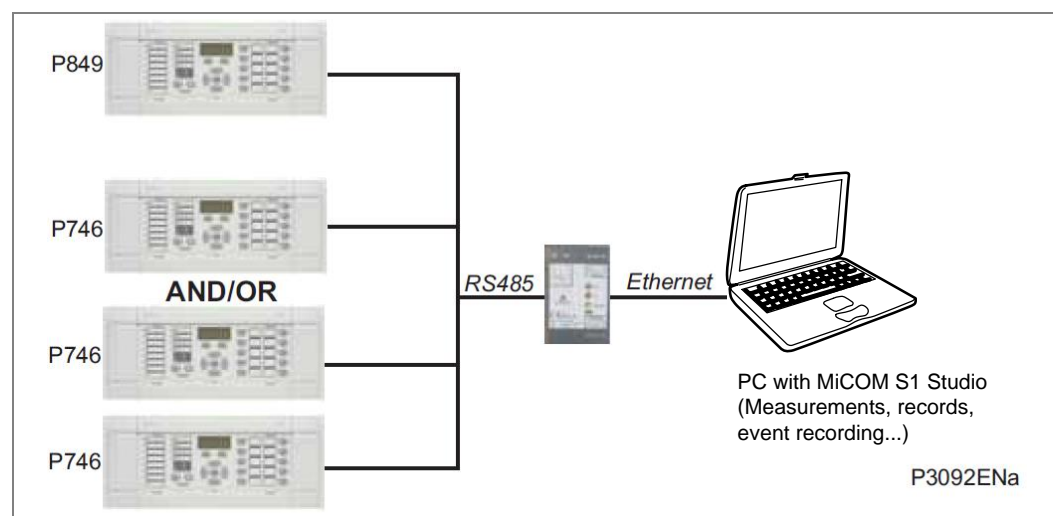 P849
P746
AND/OR
P746
P746
RS485
Ethernet
PC with MiCOM S1 Studio
(Measurements, records,
event recording...)
P3092ENa